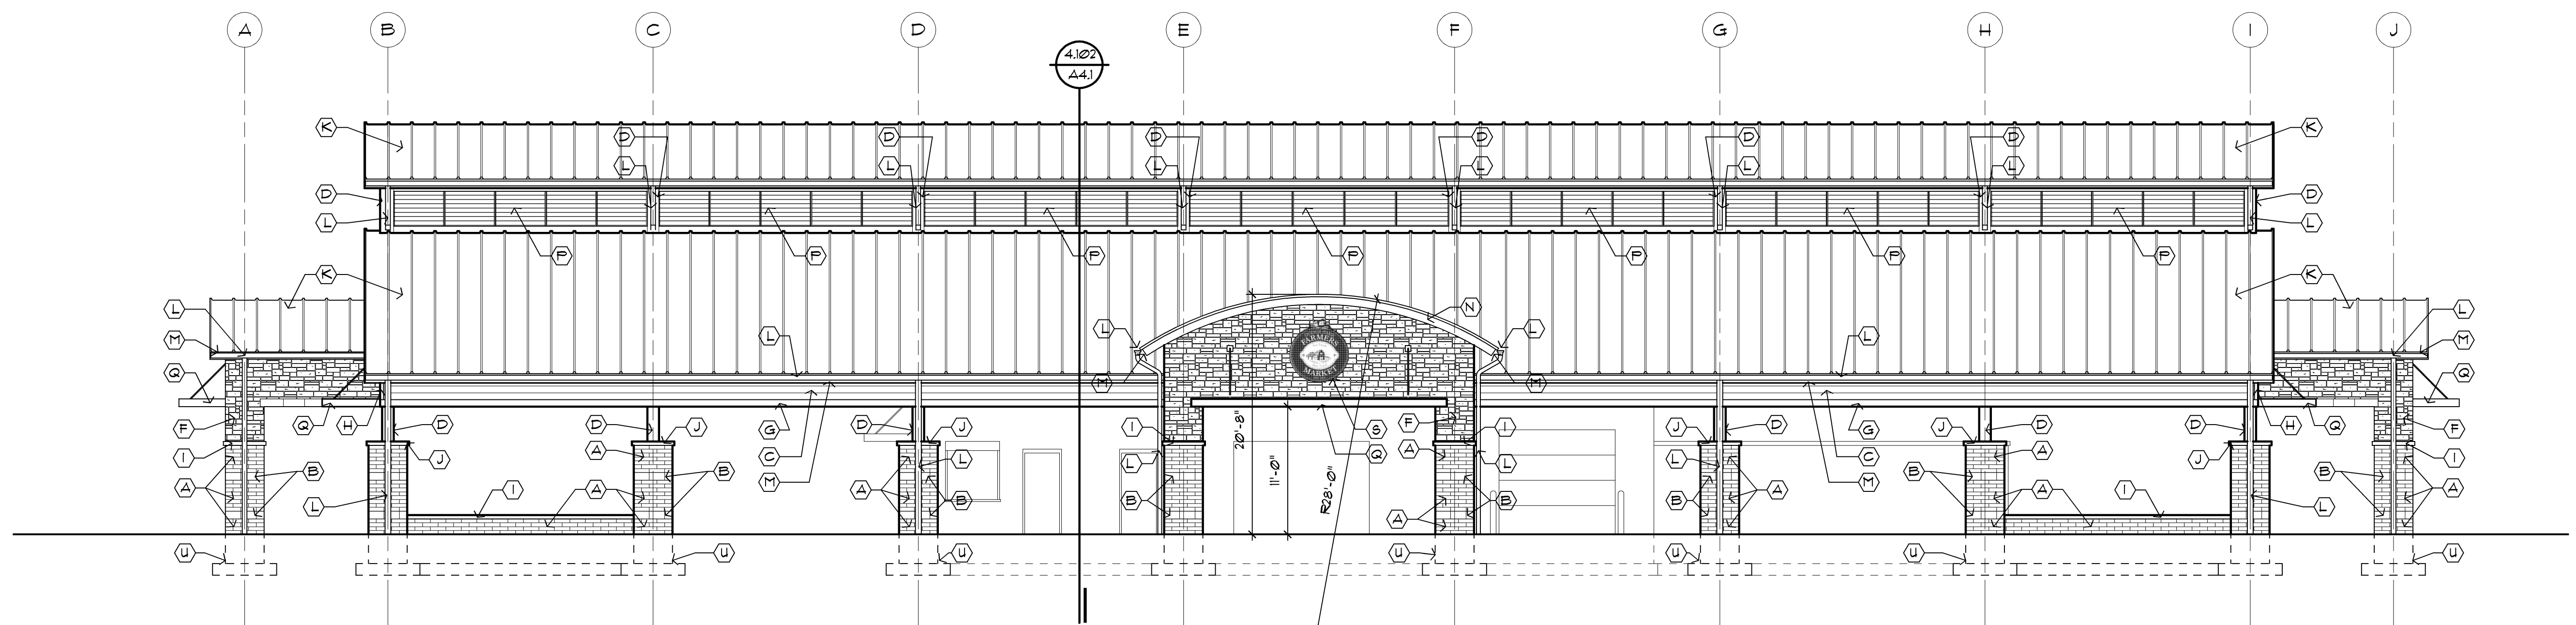 A B C D E F G H I J
4.102
A4.1
K D D D D D D K
L L L L L L
D D
L L
P P P P P P P
K K
L N L
M L L L L M
Q M FARMERS M Q
MARKET
F Q H D D J G D J I F S I J D G J D D H Q F
I J A C L Q A L C A J I
A B B M L L L M B B A
L I A A B B B B A A I L
20'-8"
11'-0"
R28'-0"
U U U U U U U